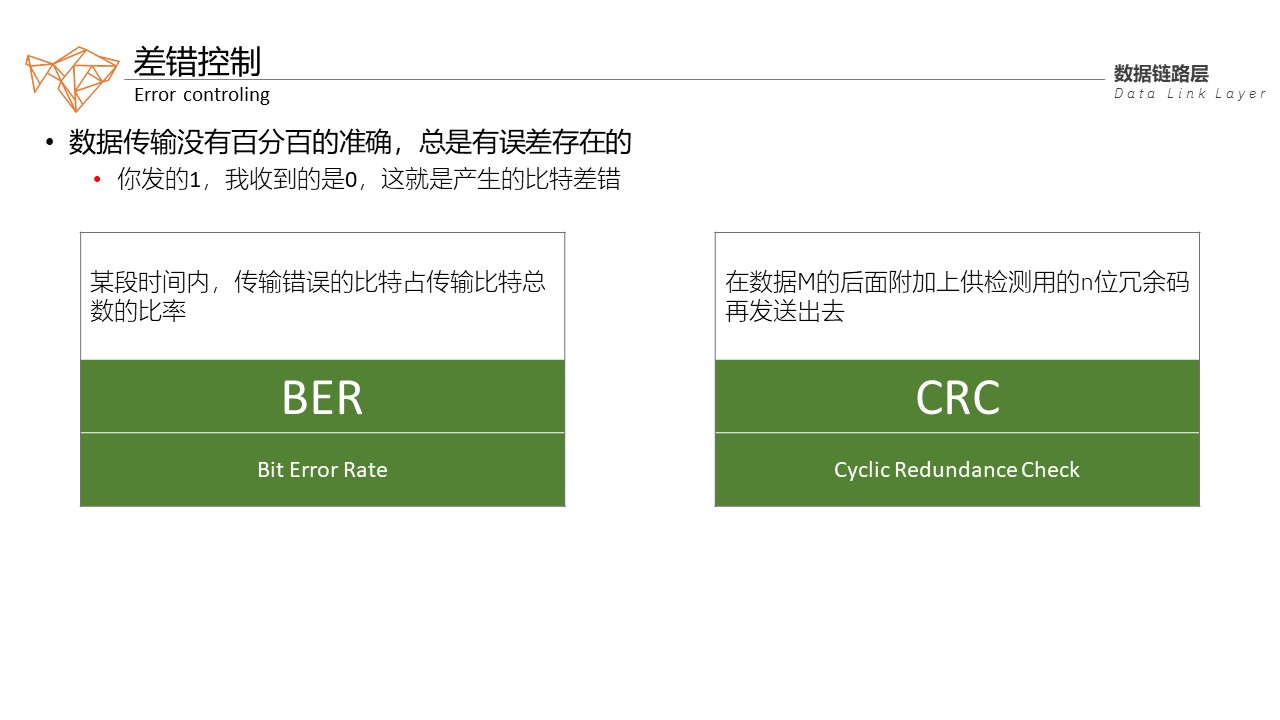 差错控制
Error controling
数据链路层
Data Link Layer
• 数据传输没有百分百的准确，总是有误差存在的
• 你发的1，我收到的是0，这就是产生的比特差错
某段时间内，传输错误的比特占传输比特总
数的比率
BER
Bit Error Rate
在数据M的后面附加上供检测用的n位冗余码
再发送出去
CRC
Cyclic Redundance Check